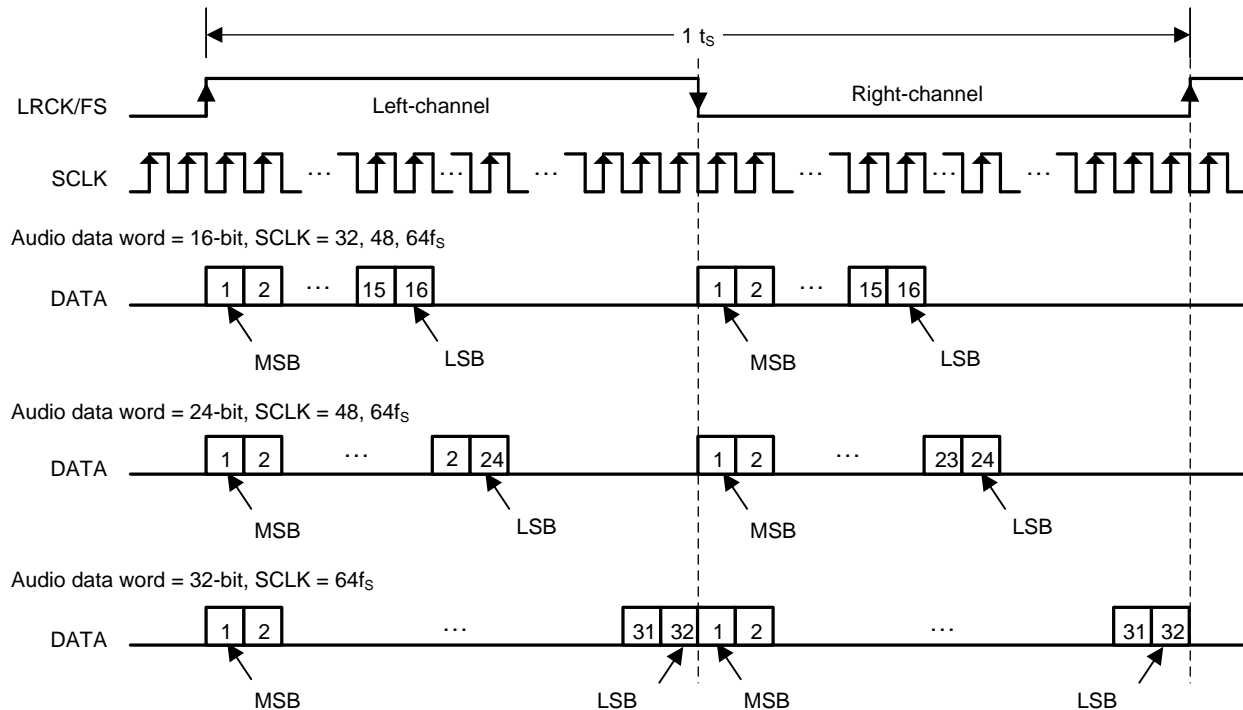 1 tS
LRCK/FS
Left-channel
Right-channel
SCLK
... ... ... ... ... ...
Audio data word = 16-bit, SCLK = 32, 48, 64fS
DATA 1 2 ... 15 16 1 2 ... 15 16
MSB LSB MSB LSB
Audio data word = 24-bit, SCLK = 48, 64fS
DATA 1 2 ... 2 24 1 2 ... 23 24
MSB LSB MSB LSB
Audio data word = 32-bit, SCLK = 64fS
DATA 1 2 ... 31 32 1 2 ... 31 32
MSB LSB MSB LSB